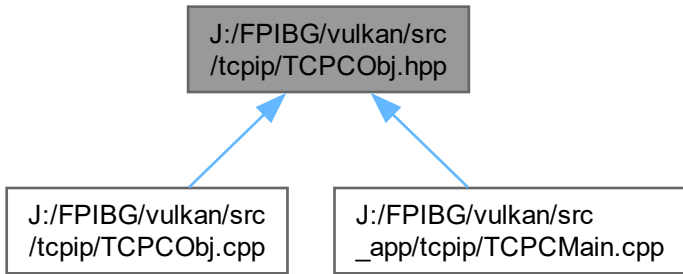 J:/FPIBG/vulkan/src
/tcpip/TCPCObj.hpp
J:/FPIBG/vulkan/src
/tcpip/TCPCObj.cpp
J:/FPIBG/vulkan/src
_app/tcpip/TCPCMain.cpp